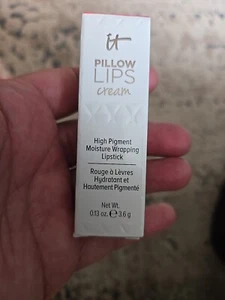 it
PILLOW
LIPS
cream
High Pigment
Moisture Wrapping
Lipstick
Rouge à Lèvres
Hydratant et
Hautement Pigmenté
Net Wt.
0.13 oz. ℮ 3.6 g